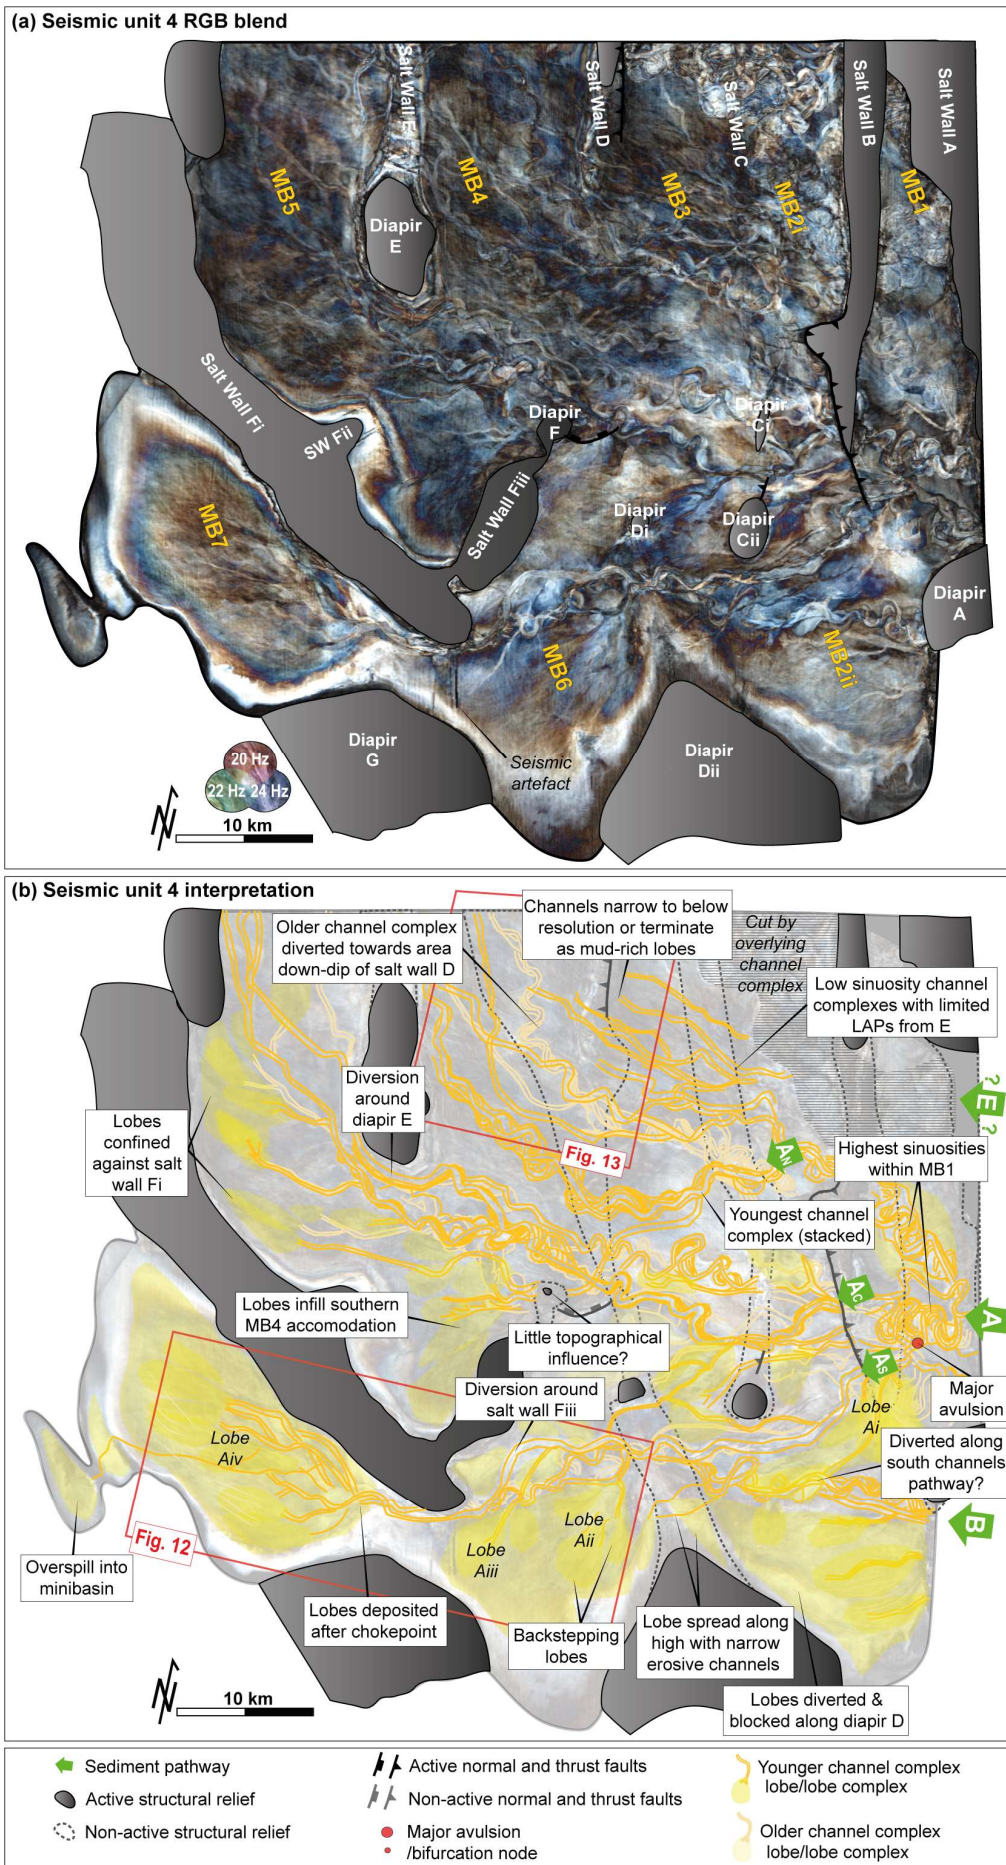 (a) Seismic unit 4 RGB blend
Salt Wall E
Salt Wall D
Salt Wall C
Salt Wall B
Salt Wall A
MB5
MB4
MB3
MB2i
MB1
Diapir
E
Salt Wall Fi
SW Fii
Diapir
F
Diapir
Ci
Salt Wall Fiii
Diapir
Di
Diapir
Cii
MB7
Diapir
A
MB6
MB2ii
Diapir
G
Diapir
Dii
Seismic
artefact
20 Hz
22 Hz
24 Hz
N
10 km
(b) Seismic unit 4 interpretation
Older channel complex
diverted towards area
down-dip of salt wall D
Channels narrow to below
resolution or terminate
as mud-rich lobes
Cut by
overlying
channel
complex
Low sinuosity channel
complexes with limited
LAPs from E
Diversion
around
diapir E
? E ?
Lobes
confined
against salt
wall Fi
Fig. 13
AN
Highest sinuosities
within MB1
Youngest channel
complex (stacked)
Lobes infill southern
MB4 accomodation
AC
A
Little topographical
influence?
AS
Diversion around
salt wall Fiii
Major
avulsion
Lobe
Ai
Diverted along
south channels
pathway?
Lobe
Aiv
B
Fig. 12
Lobe
Aii
Lobe
Aiii
Overspill into
minibasin
Lobes deposited
after chokepoint
Backstepping
lobes
Lobe spread along
high with narrow
erosive channels
Lobes diverted &
blocked along diapir D
N
10 km
Sediment pathway
Active structural relief
Non-active structural relief
Active normal and thrust faults
Non-active normal and thrust faults
Major avulsion
/bifurcation node
Younger channel complex
lobe/lobe complex
Older channel complex
lobe/lobe complex